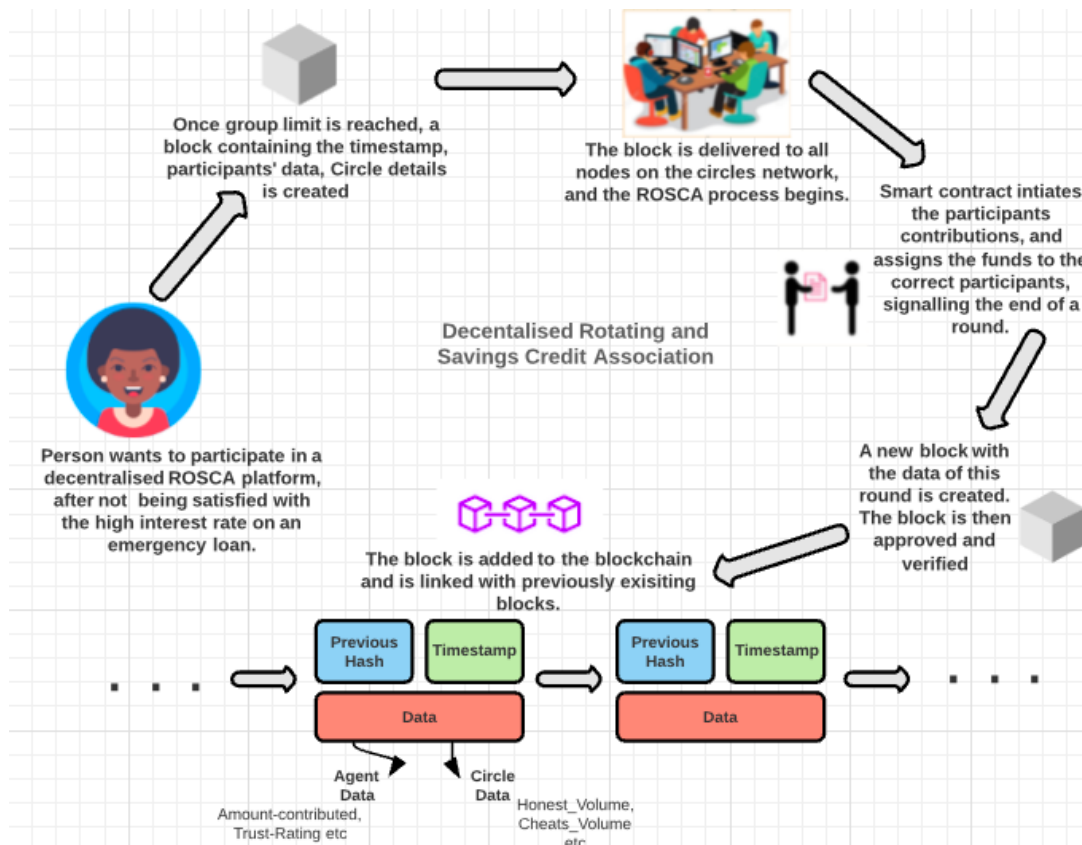 Once group limit is reached, a
block containing the timestamp,
participants' data, Circle details
is created
The block is delivered to all
nodes on the circles network,
and the ROSCA process begins.
Smart contract intiates
the participants
contributions, and
assigns the funds to the
correct participants,
signalling the end of a
round.
Decentalised Rotating and
Savings Credit Association
Person wants to participate in a
decentralised ROSCA platform,
after not being satisfied with
the high interest rate on an
emergency loan.
A new block with
the data of this
round is created.
The block is then
approved and
verified
The block is added to the blockchain
and is linked with previously exisiting
blocks.
Previous
Hash
Timestamp
Data
Previous
Hash
Timestamp
Data
. . .
. . .
Agent
Data
Amount-contributed,
Trust-Rating etc
Circle
Data
Honest_Volume,
Cheats_Volume
etc